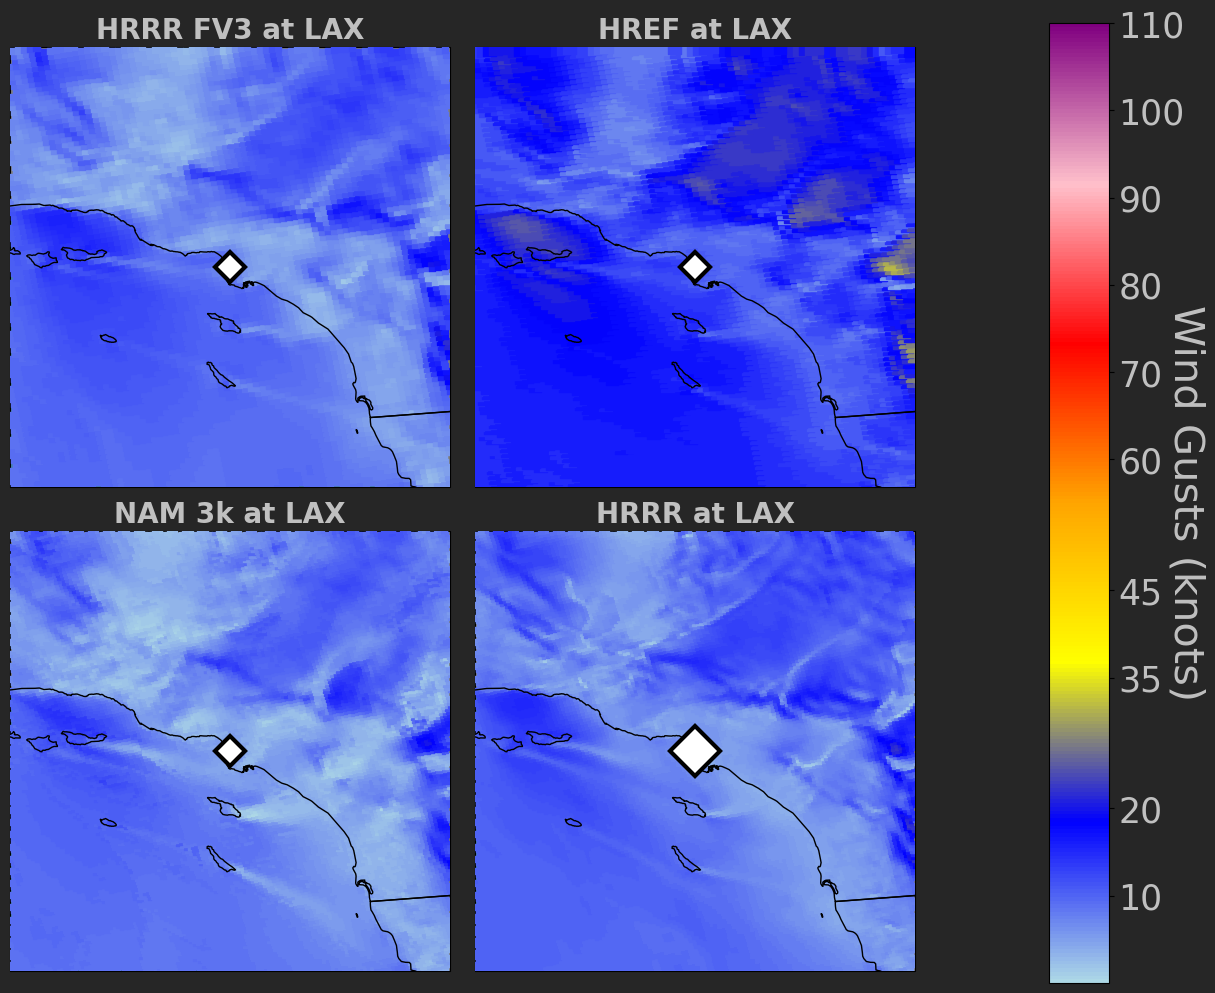 HRRR FV3 at LAX
HREF at LAX
NAM 3k at LAX
HRRR at LAX
110
100
90
80
70
60
45
35
20
10
Wind Gusts (knots)